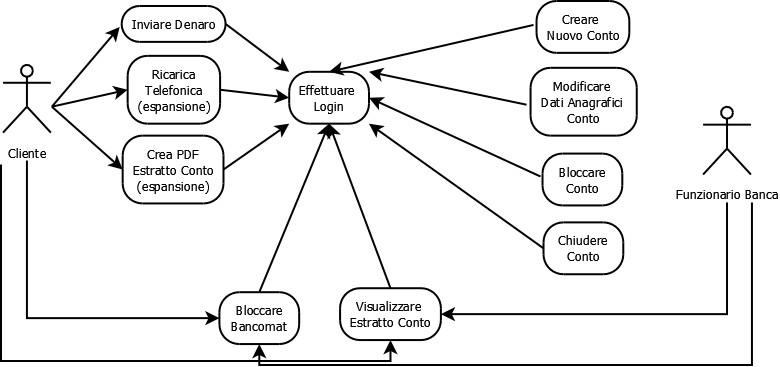 Inviare Denaro
Creare
Nuovo Conto
Ricarica
Telefonica
(espansione)
Effettuare
Login
Modificare
Dati Anagrafici
Conto
Cliente
Crea PDF
Estratto Conto
(espansione)
Bloccare
Conto
Funzionario Banca
Chiudere
Conto
Bloccare
Bancomat
Visualizzare
Estratto Conto